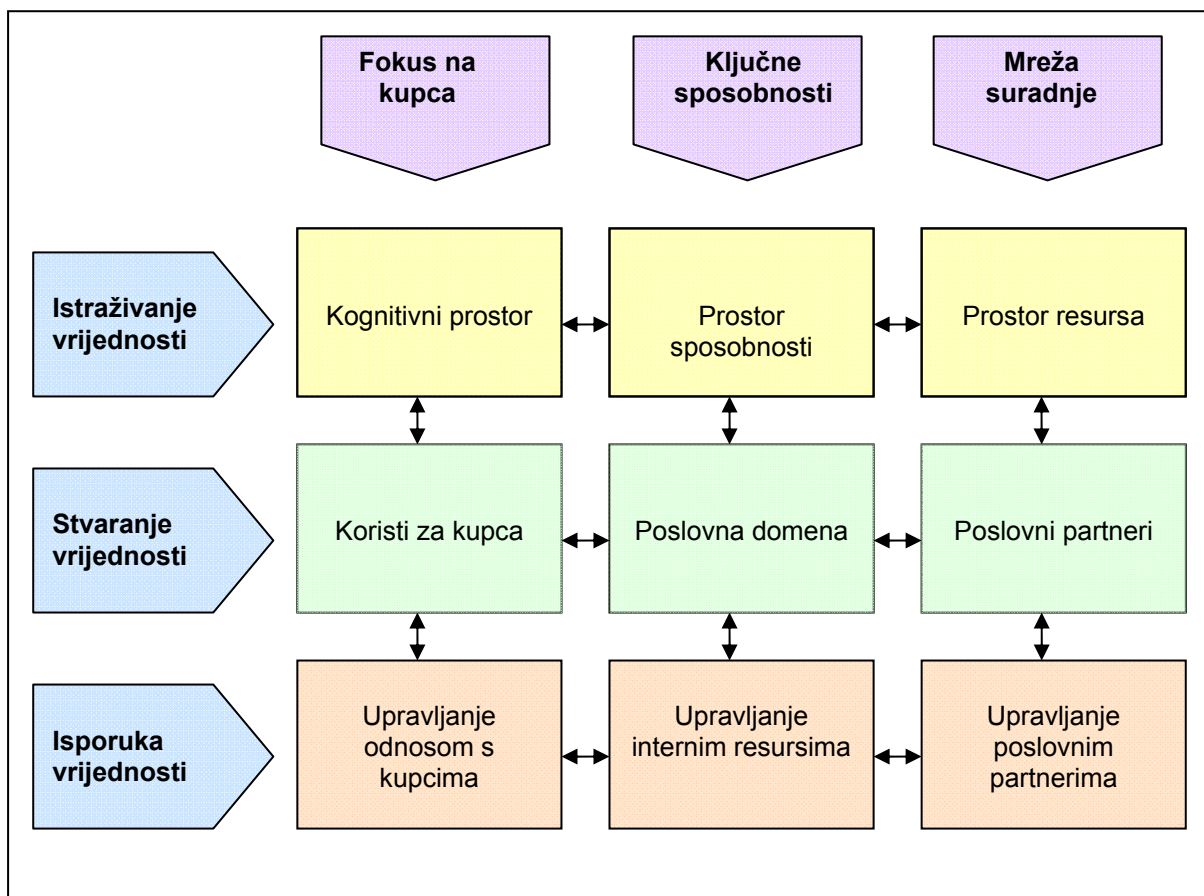 Fokus na
kupca
Ključne
sposobnosti
Mreža
suradnje
Istraživanje
vrijednosti
Kognitivni prostor
Prostor
sposobnosti
Prostor resursa
Stvaranje
vrijednosti
Koristi za kupca
Poslovna domena
Poslovni partneri
Isporuka
vrijednosti
Upravljanje
odnosom s
kupcima
Upravljanje
internim resursima
Upravljanje
poslovnim
partnerima